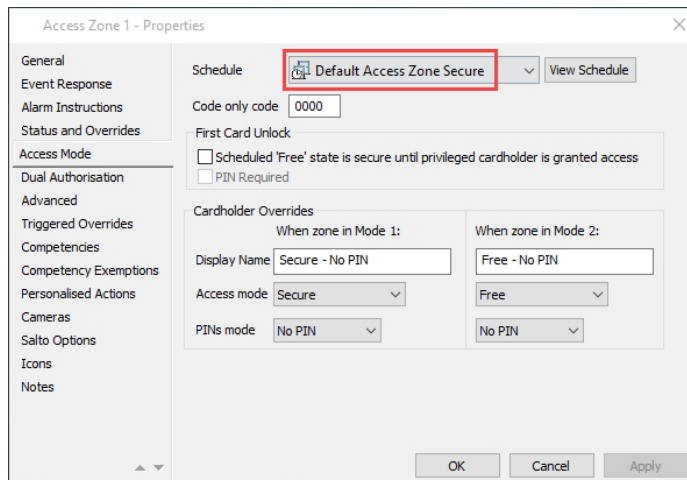 Access Zone 1 - Properties
General
Event Response
Alarm Instructions
Status and Overrides
Access Mode
Dual Authorisation
Advanced
Triggered Overrides
Competencies
Competency Exemptions
Personalised Actions
Cameras
Salto Options
Icons
Notes
Schedule Default Access Zone Secure View Schedule
Code only code 0000
First Card Unlock
Scheduled 'Free' state is secure until privileged cardholder is granted access
PIN Required
Cardholder Overrides
When zone in Mode 1: When zone in Mode 2:
Display Name Secure - No PIN Free - No PIN
Access mode Secure Free
PINs mode No PIN No PIN
OK Cancel Apply